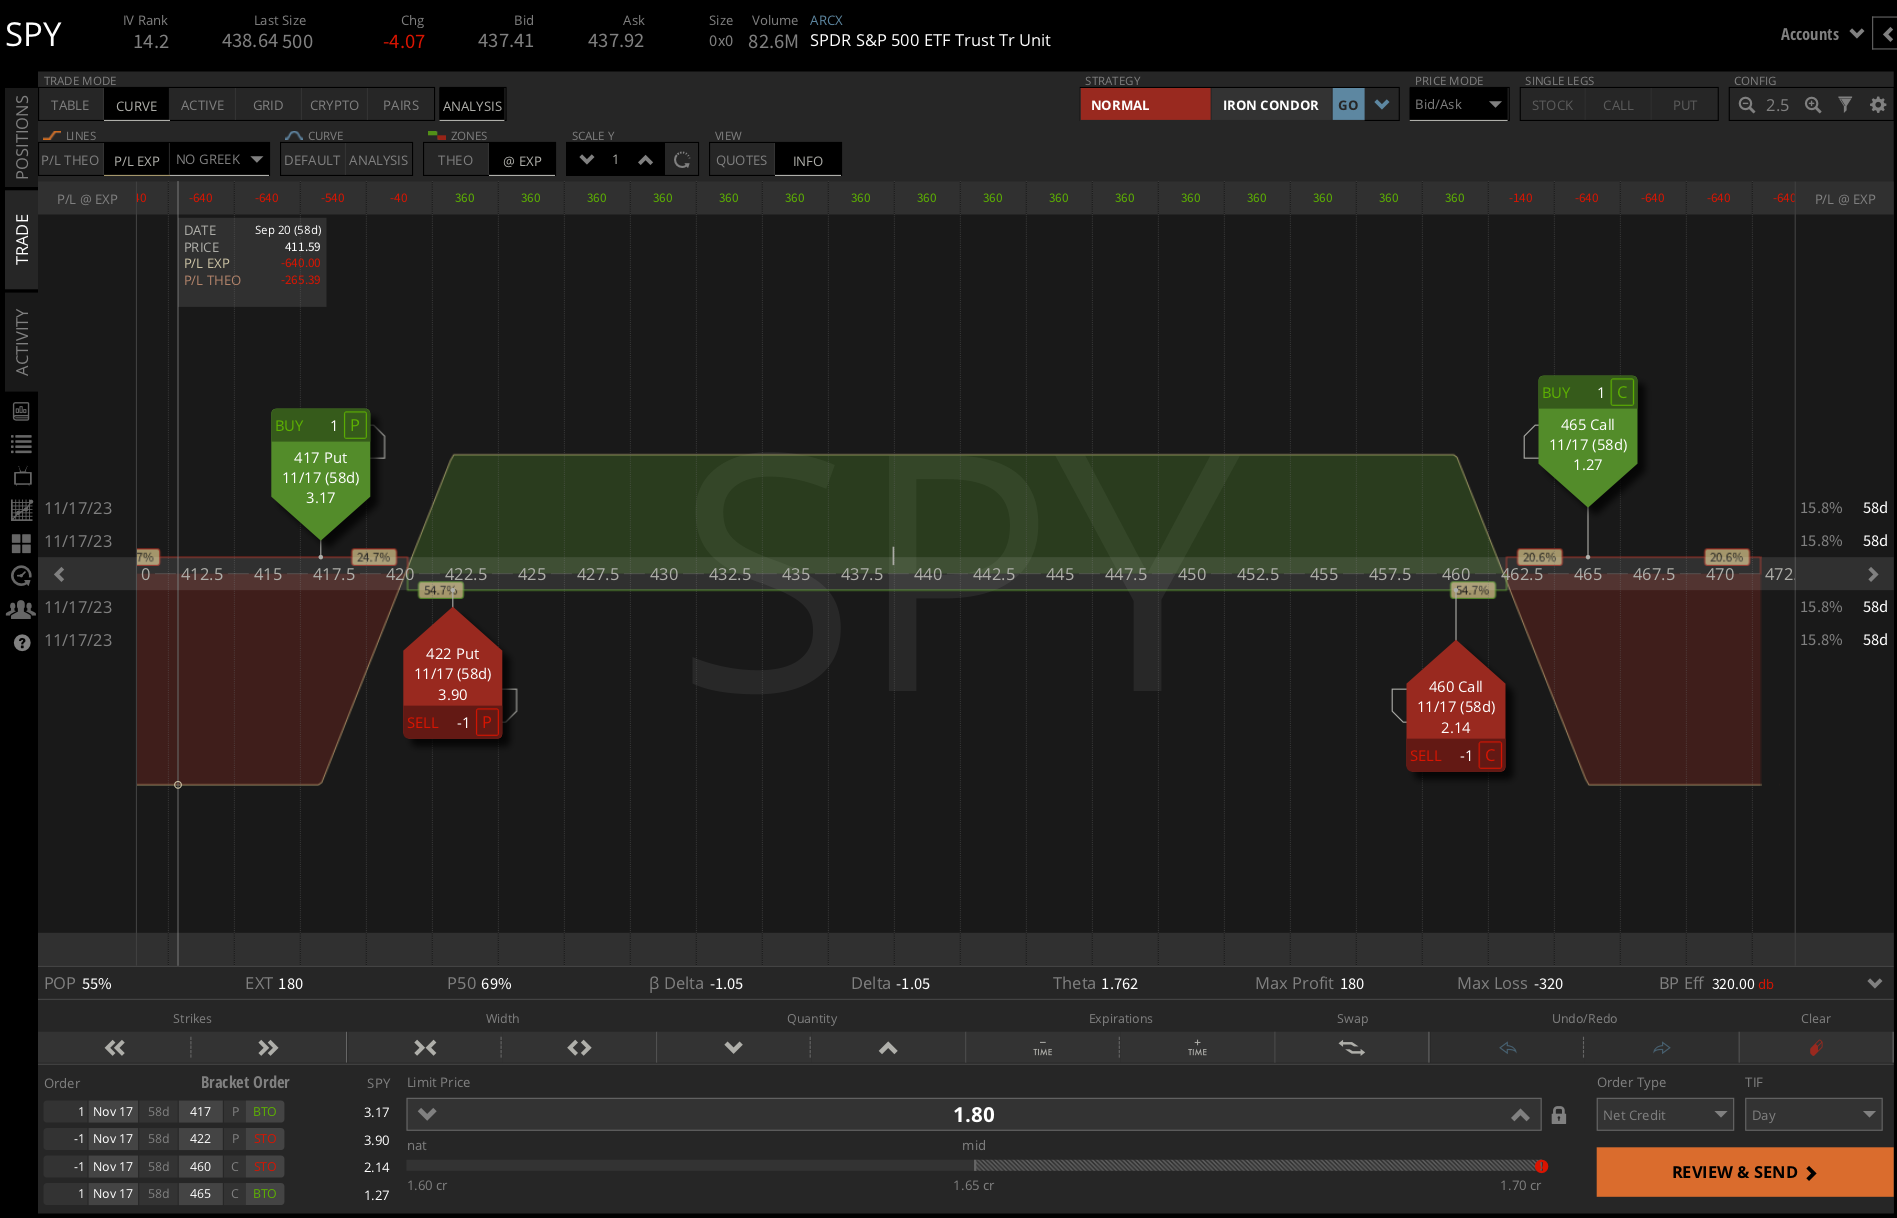 SPY
IV Rank Last Size Chg Bid Ask Size Volume ARCX
14.2 438.64 500 -4.07 437.41 437.92 0x0 82.6M SPDR S&P 500 ETF Trust Tr Unit
Accounts
TRADE MODE STRATEGY PRICE MODE SINGLE LEGS CONFIG
TABLE CURVE ACTIVE GRID CRYPTO PAIRS ANALYSIS NORMAL IRON CONDOR GO Bid/Ask STOCK CALL PUT 2.5
LINES CURVE ZONES SCALE Y VIEW
P/L THEO P/L EXP NO GREEK DEFAULT ANALYSIS THEO @ EXP 1 QUOTES INFO
POSITIONS
TRADE
ACTIVITY
P/L @ EXP -640 -640 -540 -40 360 360 360 360 360 360 360 360 360 360 360 360 360 360 360 360 -140 -640 -640 -640 -640 P/L @ EXP
DATE Sep 20 (58d)
PRICE 411.59
P/L EXP -640.00
P/L THEO -265.39
BUY 1 C
465 Call
11/17 (58d)
1.27
BUY 1 P
417 Put
11/17 (58d)
3.17
SPY
11/17/23 15.8% 58d
11/17/23 15.8% 58d
7% 24.7% 20.6% 20.6%
0 412.5 415 417.5 420 422.5 425 427.5 430 432.5 435 437.5 440 442.5 445 447.5 450 452.5 455 457.5 460 462.5 465 467.5 470 472.
54.7% 54.7%
11/17/23 15.8% 58d
11/17/23 15.8% 58d
422 Put
11/17 (58d)
3.90
SELL -1 P
460 Call
11/17 (58d)
2.14
SELL -1 C
POP 55% EXT 180 P50 69% β Delta -1.05 Delta -1.05 Theta 1.762 Max Profit 180 Max Loss -320 BP Eff 320.00 db
Strikes Width Quantity Expirations Swap Undo/Redo Clear
− TIME + TIME
Order Bracket Order SPY Limit Price Order Type TIF
1 Nov 17 58d 417 P BTO 3.17
-1 Nov 17 58d 422 P STO 3.90
-1 Nov 17 58d 460 C STO 2.14
1 Nov 17 58d 465 C BTO 1.27
1.80
nat mid
1.60 cr 1.65 cr 1.70 cr
Net Credit Day
REVIEW & SEND